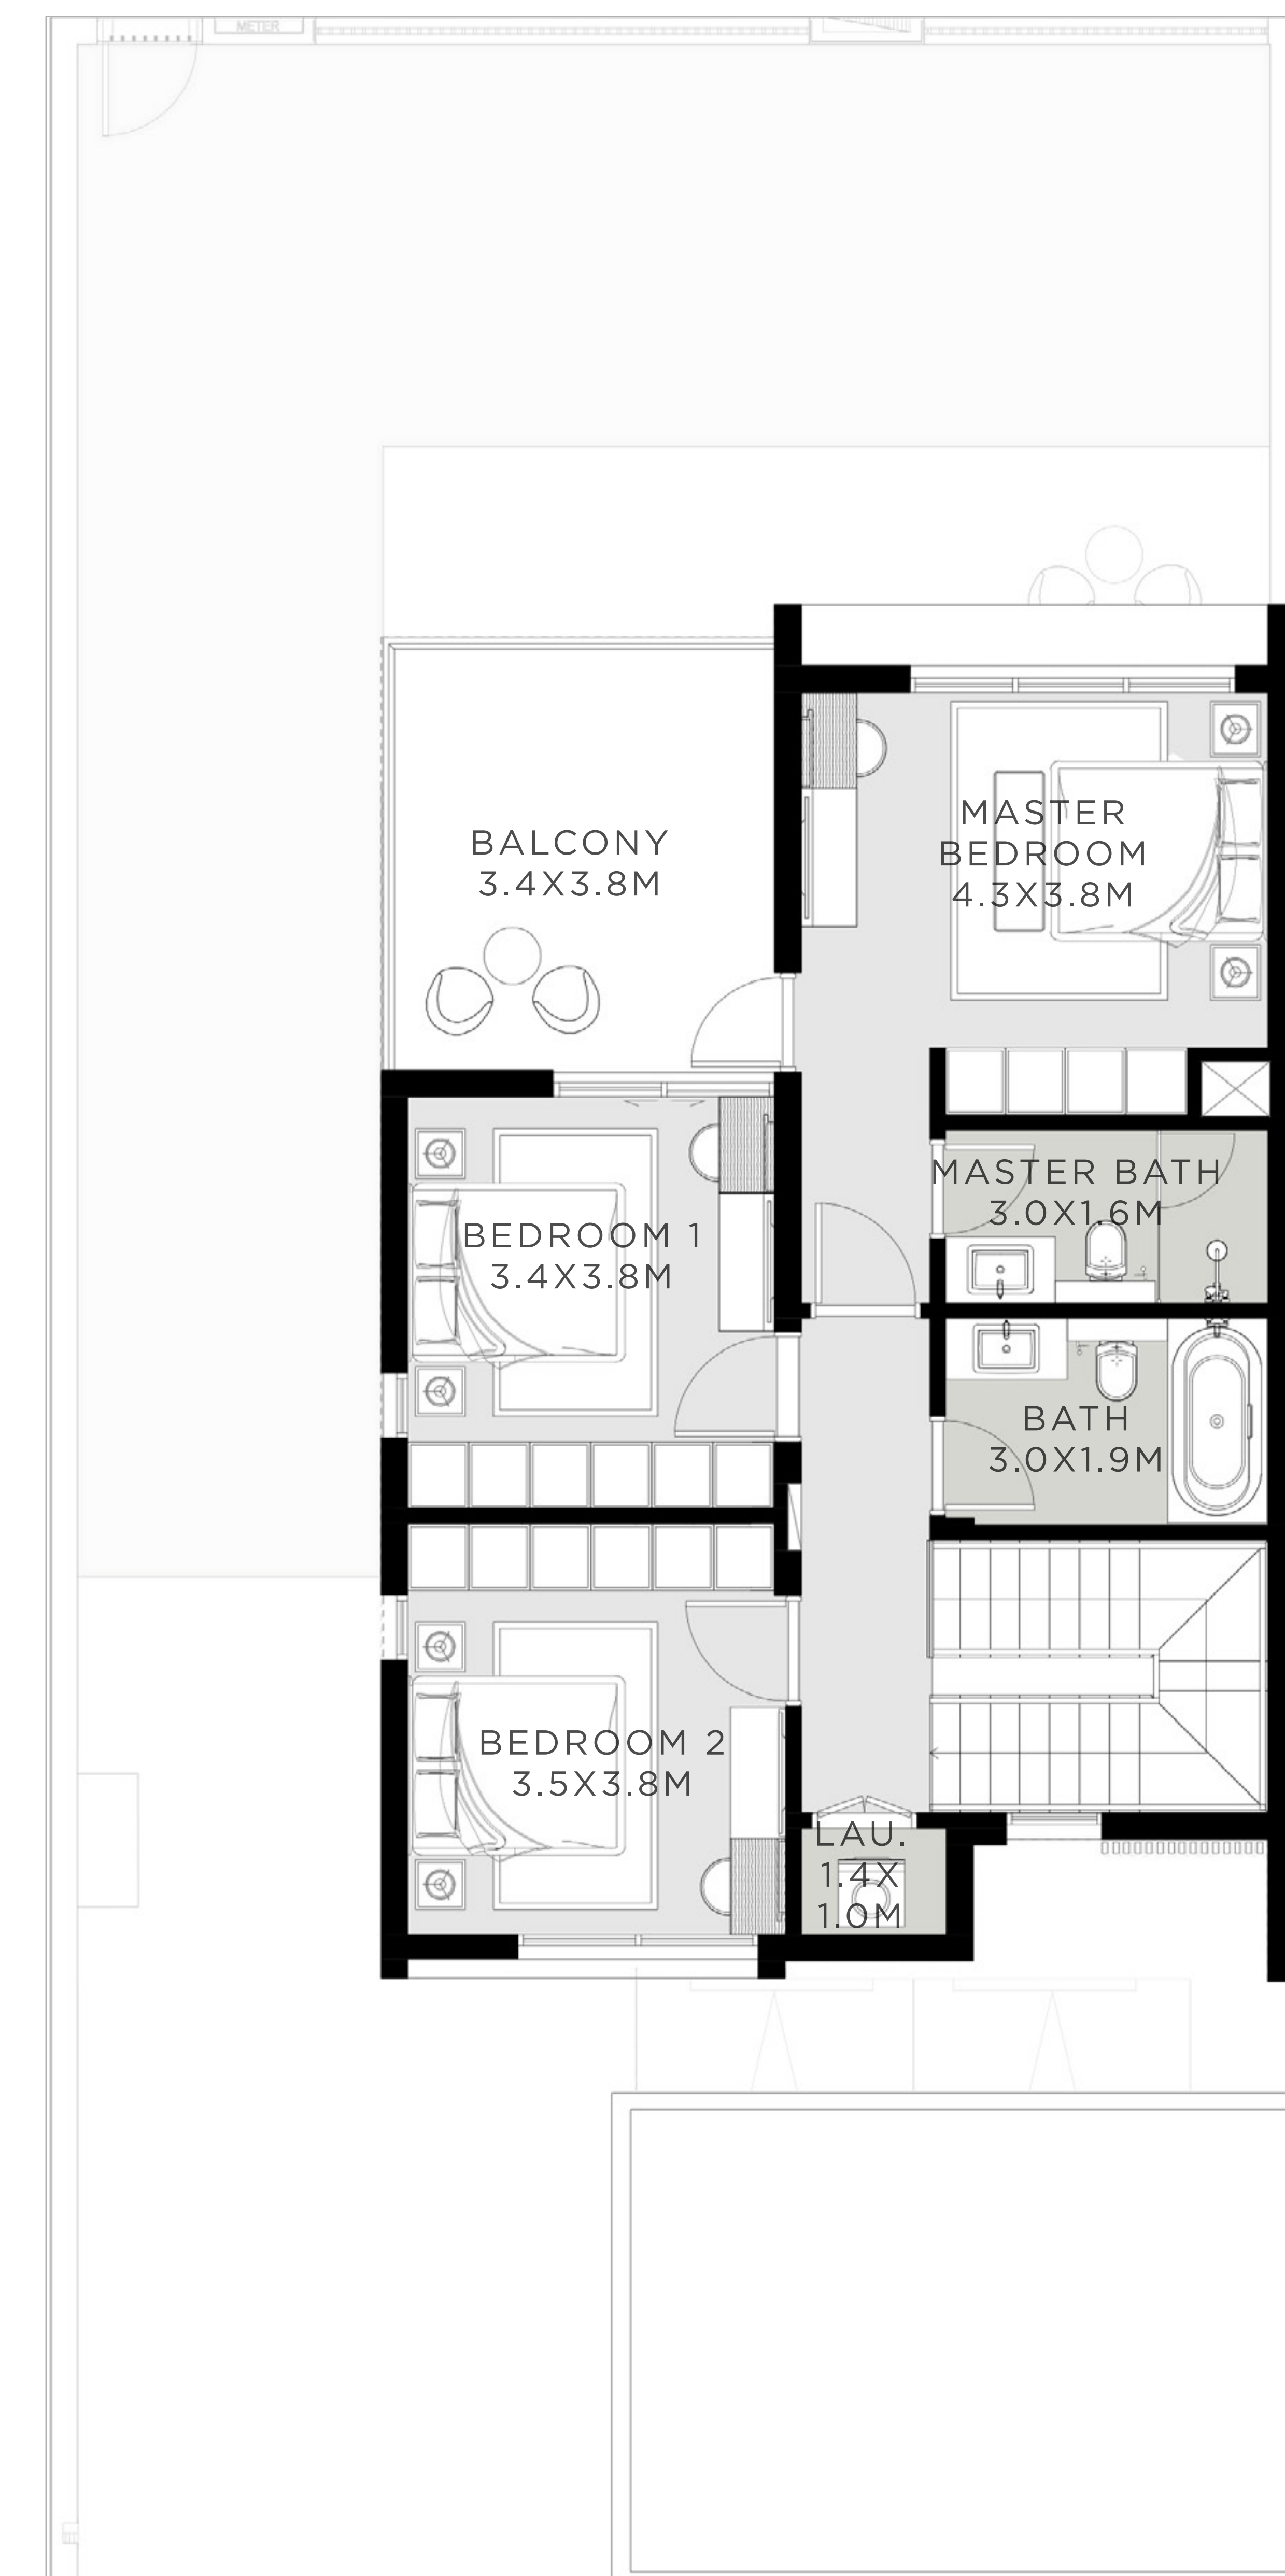 METER
BALCONY
3.4X3.8M
MASTER
BEDROOM
4.3X3.8M
MASTER BATH
3.0X1.6M
BEDROOM 1
3.4X3.8M
BATH
3.0X1.9M
BEDROOM 2
3.5X3.8M
LAU.
1.4X
1.0M